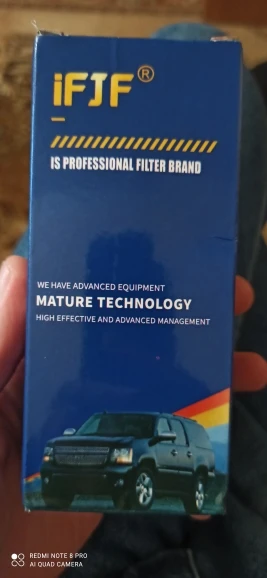 iFJF®
IS PROFESSIONAL FILTER BRAND
WE HAVE ADVANCED EQUIPMENT
MATURE TECHNOLOGY
HIGH EFFECTIVE AND ADVANCED MANAGEMENT
REDMI NOTE 8 PRO
AI QUAD CAMERA